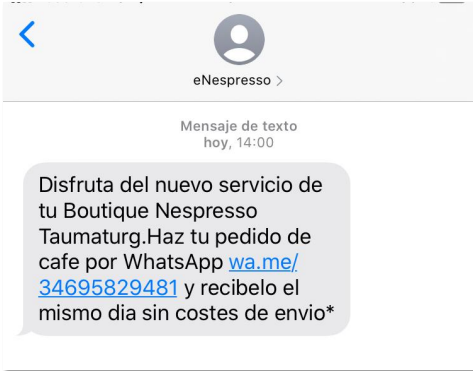 eNespresso >
Mensaje de texto
hoy, 14:00
Disfruta del nuevo servicio de
tu Boutique Nespresso
Taumaturg.Haz tu pedido de
cafe por WhatsApp wa.me/
34695829481 y recibelo el
mismo dia sin costes de envio*